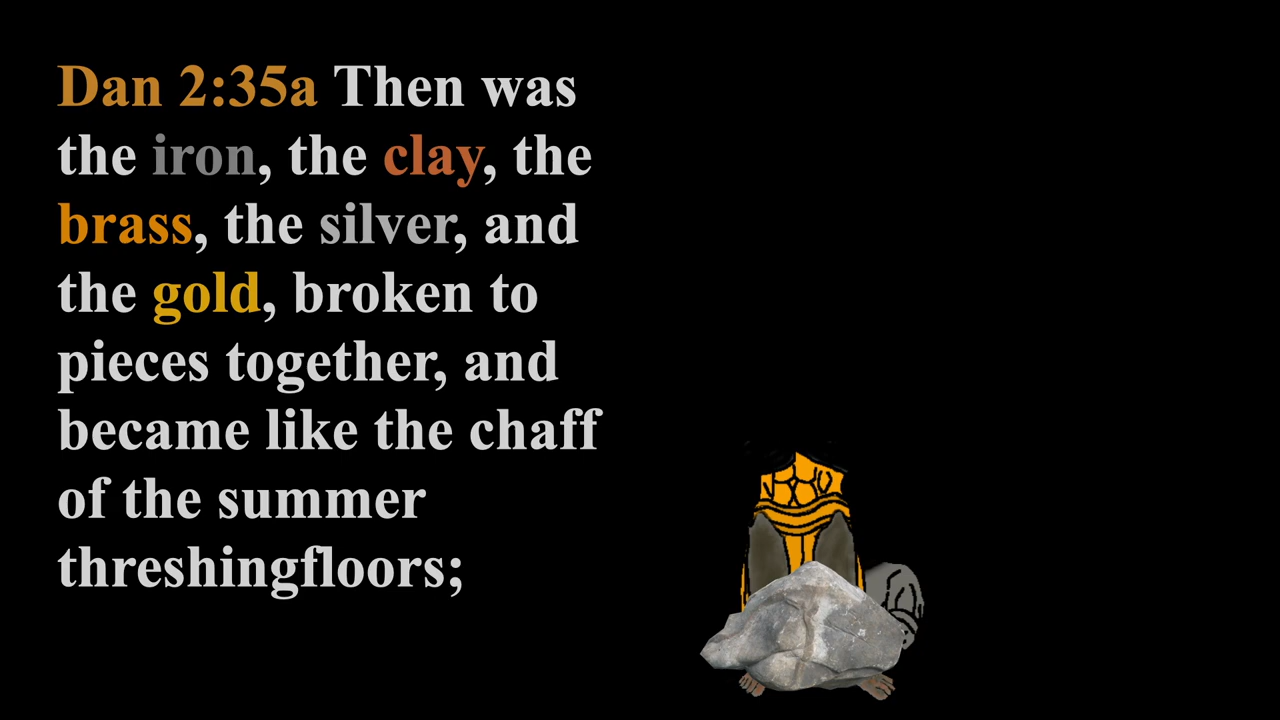 Dan 2:35a Then was
the iron, the clay, the
brass, the silver, and
the gold, broken to
pieces together, and
became like the chaff
of the summer
threshingfloors;